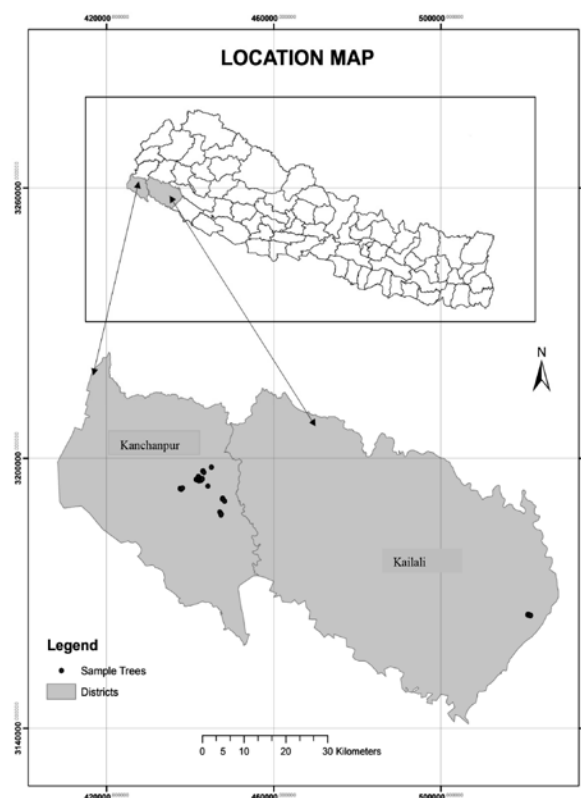 420000 460000 500000
LOCATION MAP
3260000
N
3200000
Kanchanpur
Kailali
Legend
Sample Trees
Districts
3140000
0 5 10 20 30 Kilometers
420000 460000 500000